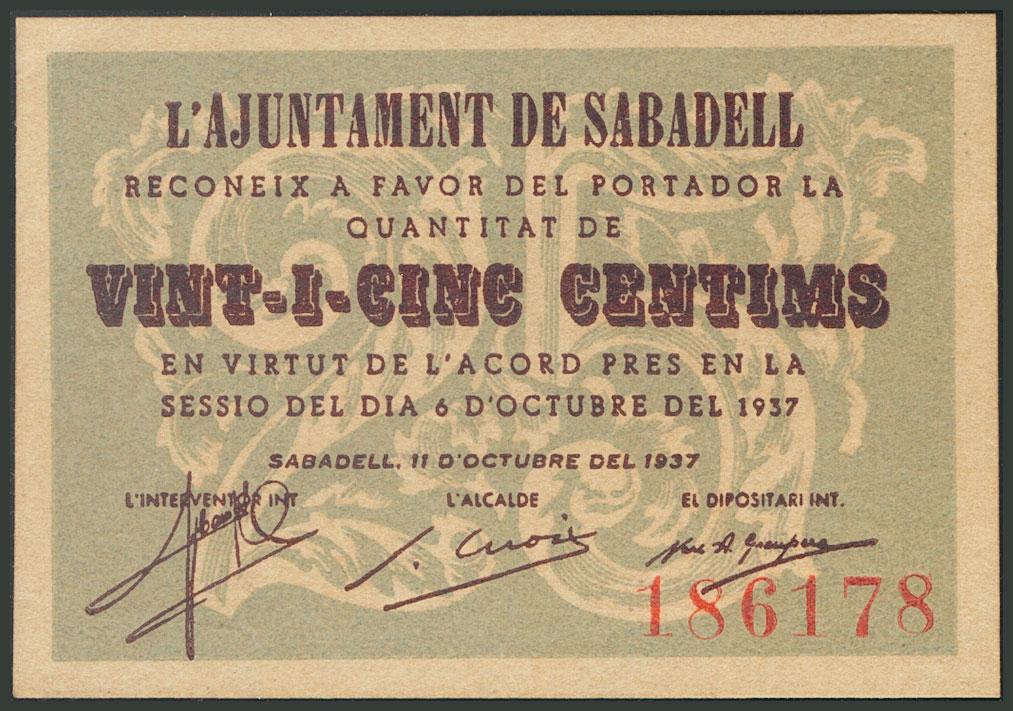 L'AJUNTAMENT DE SABADELL
RECONEIX A FAVOR DEL PORTADOR LA
QUANTITAT DE
VINT-I-CINC CENTIMS
EN VIRTUT DE L'ACORD PRES EN LA
SESSIO DEL DIA 6 D'OCTUBRE DEL 1937
SABADELL, 11 D'OCTUBRE DEL 1937
L'INTERVENTOR INT L'ALCALDE EL DIPOSITARI INT.
186178
25